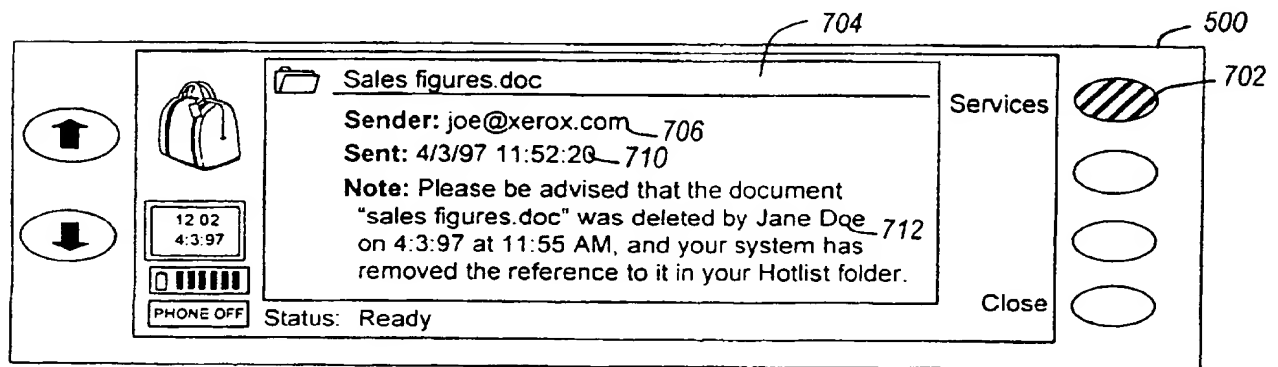 704
500
702
Sales figures.doc
Services
Sender: joe@xerox.com 706
Sent: 4/3/97 11:52:20 710
Note: Please be advised that the document
"sales figures.doc" was deleted by Jane Doe 712
on 4:3:97 at 11:55 AM, and your system has
removed the reference to it in your Hotlist folder.
12 02
4:3:97
PHONE OFF
Status: Ready
Close